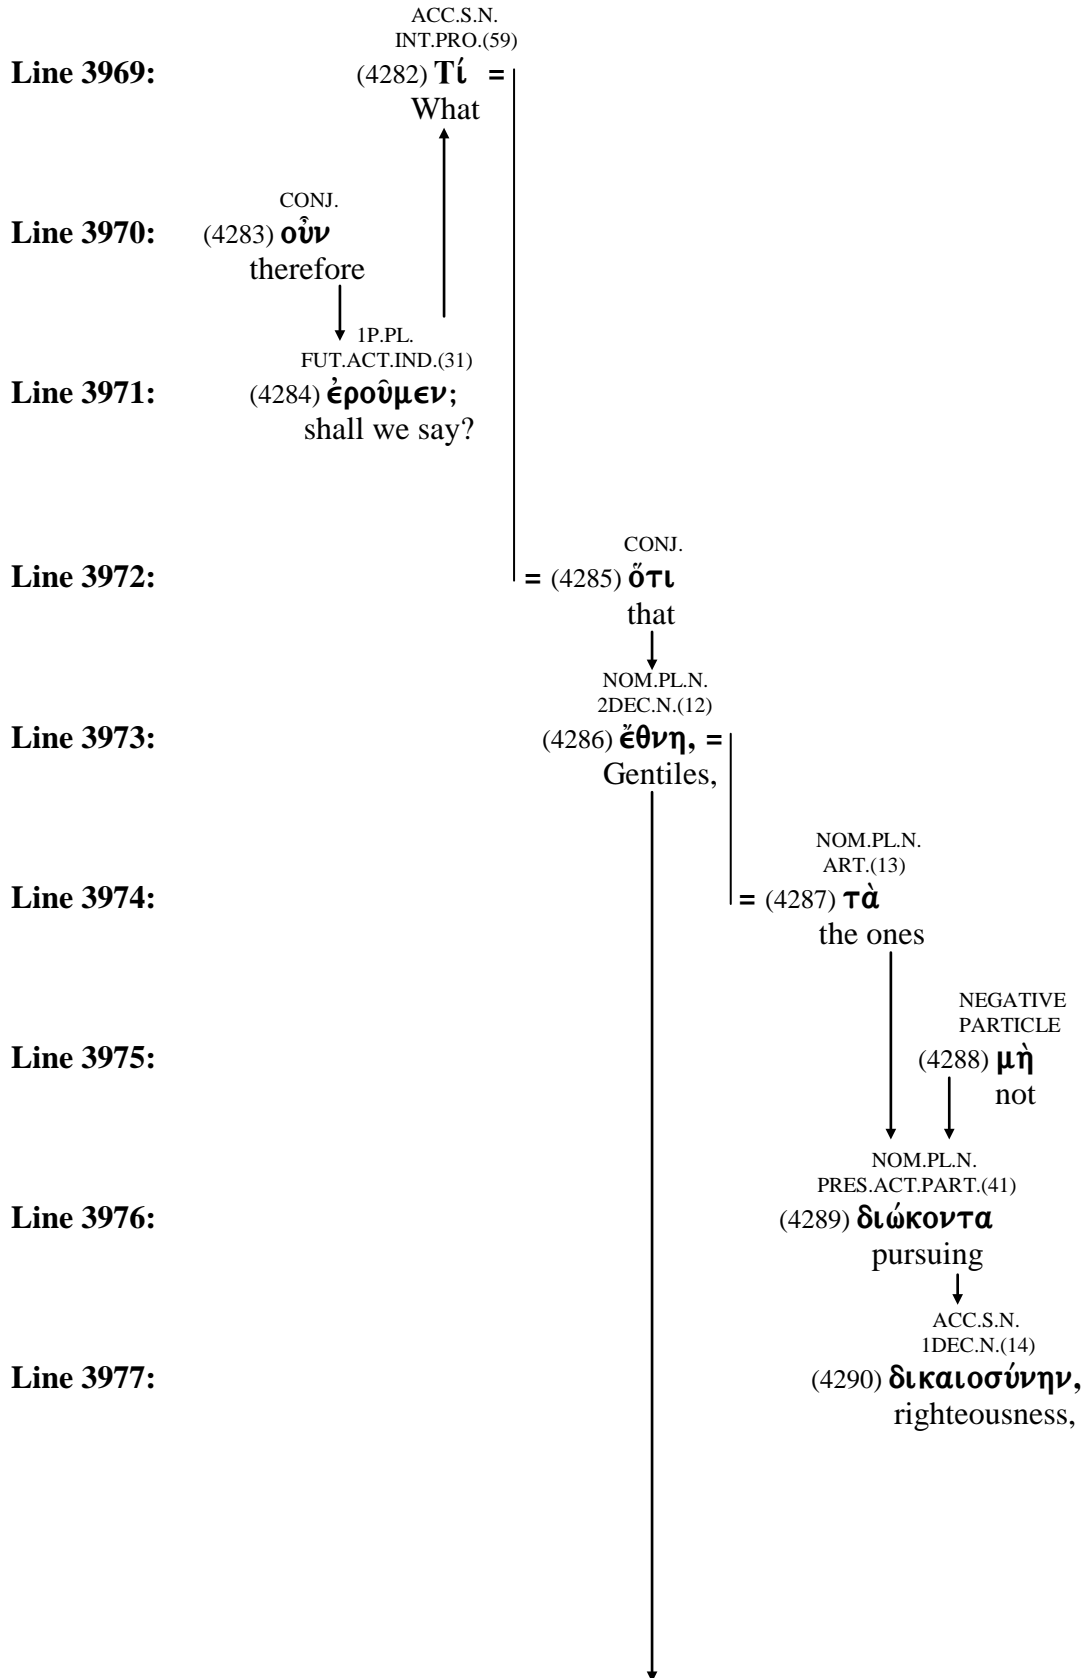 ACC.S.N.
INT.PRO.(59)
Line 3969: (4282) Τί =
What
CONJ.
Line 3970: (4283) οὖν
therefore
1P.PL.
FUT.ACT.IND.(31)
Line 3971: (4284) ἐροῦμεν;
shall we say?
CONJ.
Line 3972: = (4285) ὅτι
that
NOM.PL.N.
2DEC.N.(12)
Line 3973: (4286) ἔθνη, =
Gentiles,
NOM.PL.N.
ART.(13)
Line 3974: = (4287) τὰ
the ones
NEGATIVE
PARTICLE
Line 3975: (4288) μὴ
not
NOM.PL.N.
PRES.ACT.PART.(41)
Line 3976: (4289) διώκοντα
pursuing
ACC.S.N.
1DEC.N.(14)
Line 3977: (4290) δικαιοσύνην,
righteousness,